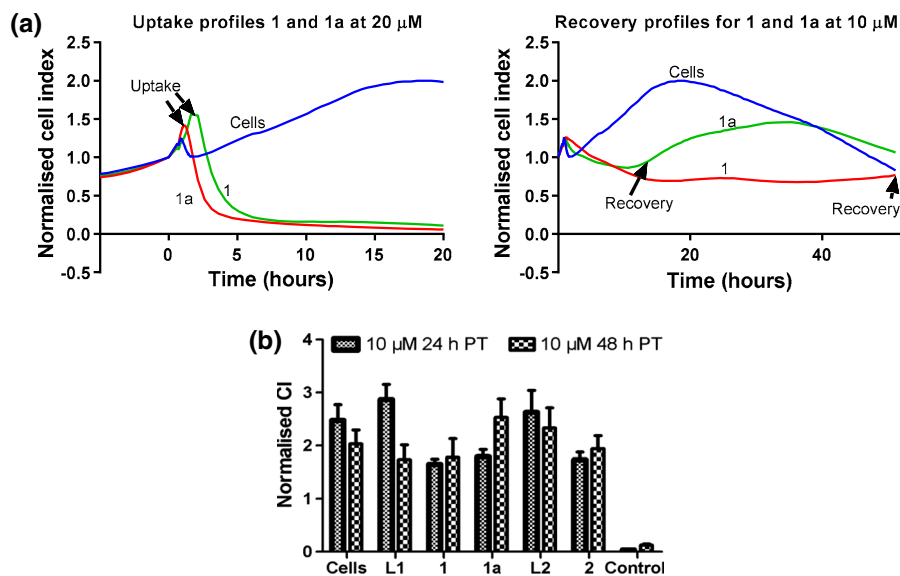 (a)
Uptake profiles 1 and 1a at 20 µM
Normalised cell index
2.5
2.0
1.5
1.0
0.5
0.0
-0.5
Uptake
Cells
1a
1
0
5
10
15
20
Time (hours)
Recovery profiles for 1 and 1a at 10 µM
Normalised cell index
2.5
2.0
1.5
1.0
0.5
0.0
-0.5
Cells
1a
1
Recovery
Recovery
0
20
40
Time (hours)
(b)
10 µM 24 h PT
10 µM 48 h PT
Normalised CI
4
3
2
1
0
Cells
L1
1
1a
L2
2
Control